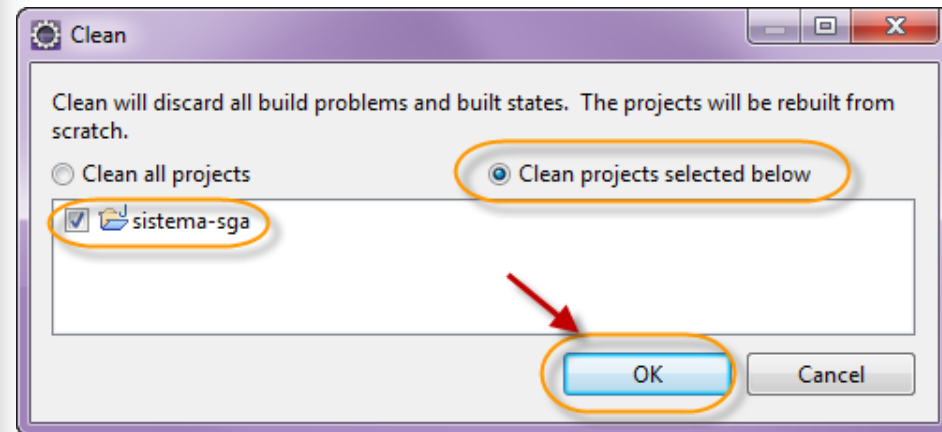 Clean
Clean will discard all build problems and built states. The projects will be rebuilt from
scratch.
Clean all projects
Clean projects selected below
sistema-sga
OK
Cancel